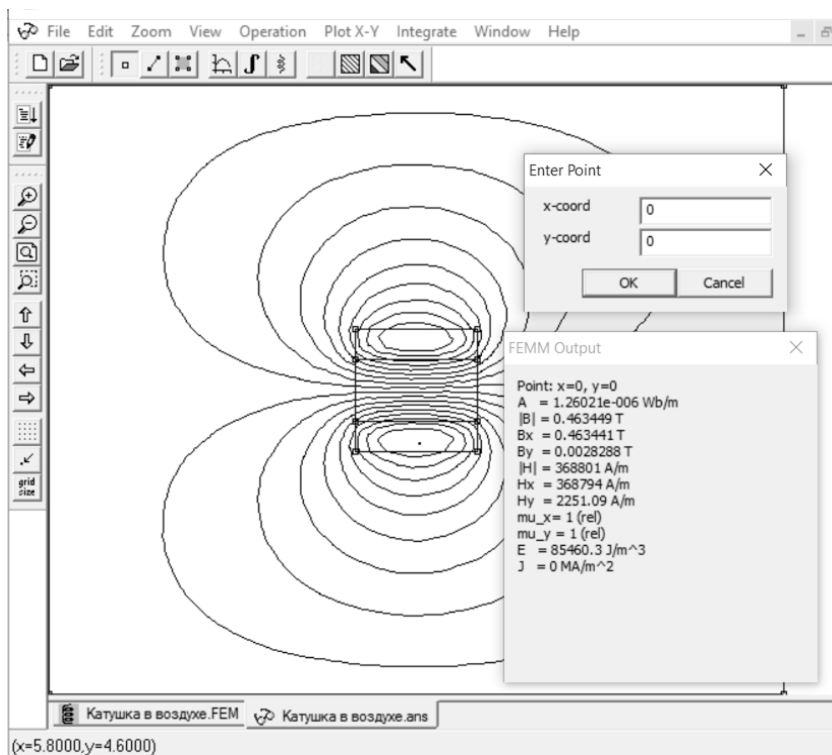 File Edit Zoom View Operation Plot X-Y Integrate Window Help
Enter Point
x-coord 0
y-coord 0
OK Cancel
FEMM Output
Point: x=0, y=0
A = 1.26021e-006 Wb/m
|B| = 0.463449 T
Bx = 0.463441 T
By = 0.0028288 T
|H| = 368801 A/m
Hx = 368794 A/m
Hy = 2251.09 A/m
mu_x= 1 (rel)
mu_y = 1 (rel)
E = 85460.3 J/m^3
J = 0 MA/m^2
grid
size
Катушка в воздухе.FEM Катушка в воздухе.ans
(x=5.8000,y=4.6000)